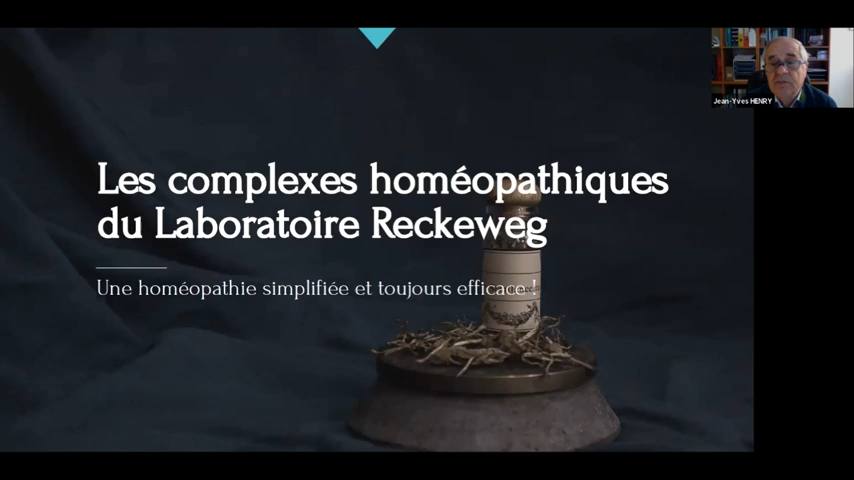 Les complexes homéopathiques
du Laboratoire Reckeweg
Une homéopathie simplifiée et toujours efficace !
Jean-Yves HENRY